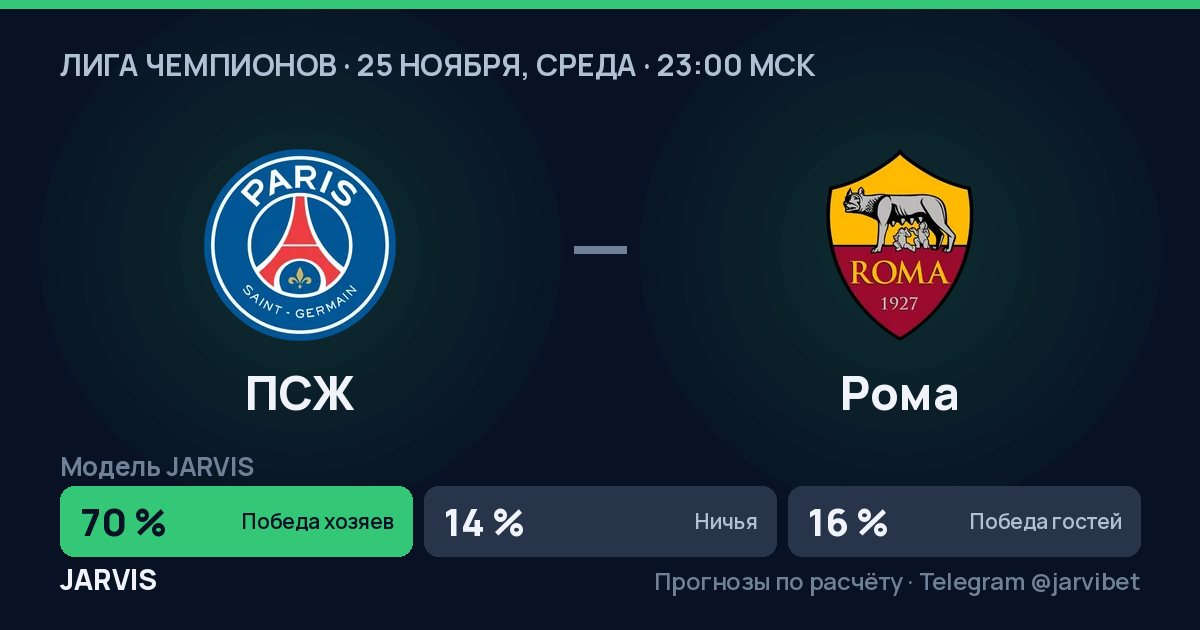 ЛИГА ЧЕМПИОНОВ · 25 НОЯБРЯ, СРЕДА · 23:00 МСК
PARIS
SAINT - GERMAIN
ROMA
1927
—
ПСЖ
Рома
Модель JARVIS
70 % Победа хозяев
14 % Ничья
16 % Победа гостей
JARVIS
Прогнозы по расчёту · Telegram @jarvibet